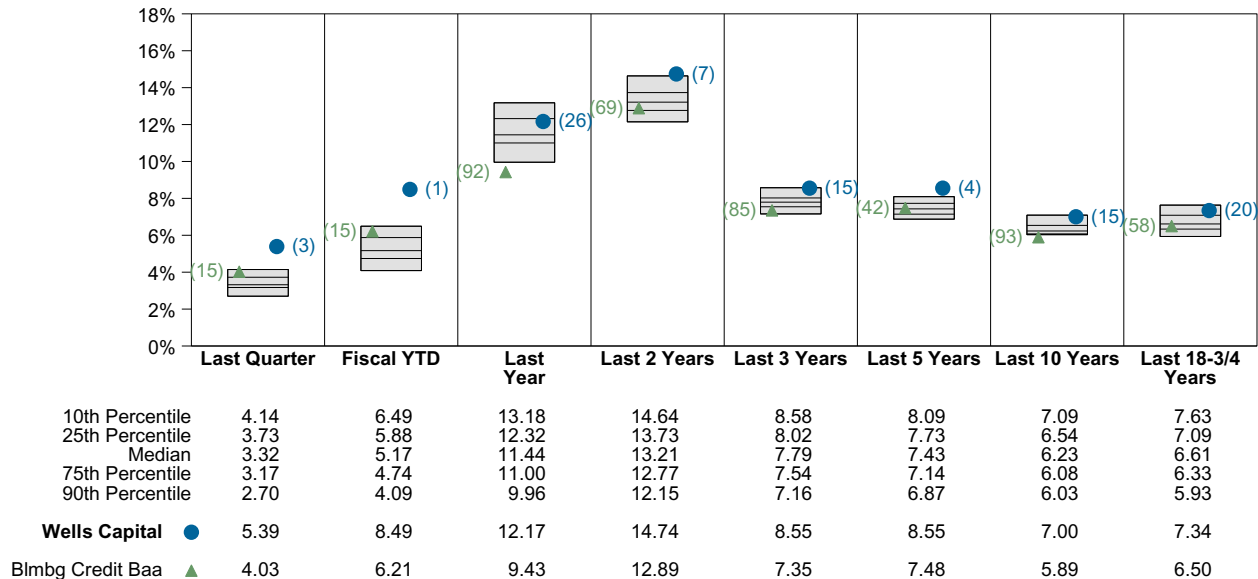 18%
16%
14%
12%
10%
8%
6%
4%
2%
0%
(15) (3)
(15) (1)
(92) (26)
(69) (7)
(85) (15)
(42) (4)
(93) (15)
(58) (20)
Last Quarter Fiscal YTD Last Year Last 2 Years Last 3 Years Last 5 Years Last 10 Years Last 18-3/4 Years
10th Percentile 4.14 6.49 13.18 14.64 8.58 8.09 7.09 7.63
25th Percentile 3.73 5.88 12.32 13.73 8.02 7.73 6.54 7.09
Median 3.32 5.17 11.44 13.21 7.79 7.43 6.23 6.61
75th Percentile 3.17 4.74 11.00 12.77 7.54 7.14 6.08 6.33
90th Percentile 2.70 4.09 9.96 12.15 7.16 6.87 6.03 5.93
Wells Capital 5.39 8.49 12.17 14.74 8.55 8.55 7.00 7.34
Blmbg Credit Baa 4.03 6.21 9.43 12.89 7.35 7.48 5.89 6.50